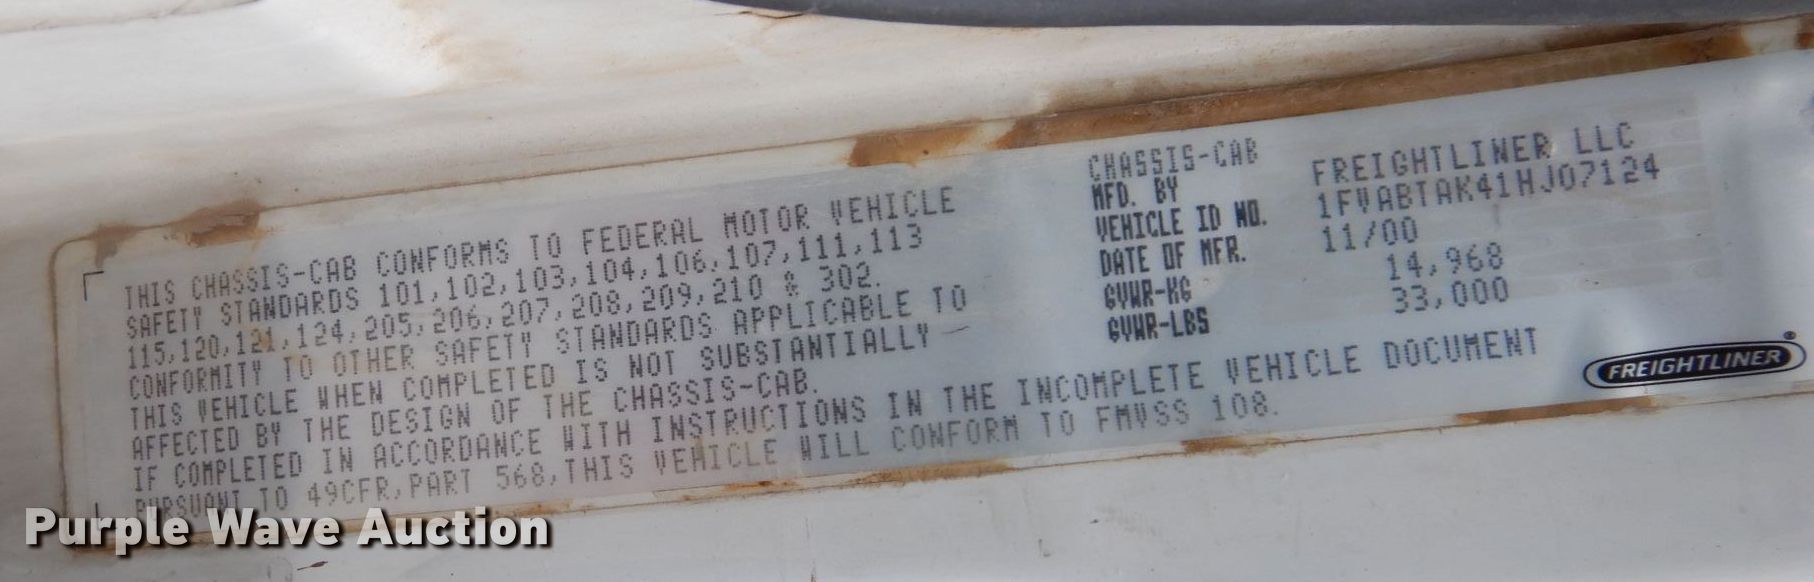 THIS CHASSIS-CAB CONFORMS TO FEDERAL MOTOR VEHICLE
SAFETY STANDARDS 101,102,103,104,106,107,111,113
115,120,121,124,205,206,207,208,209,210 & 302.
CONFORMITY TO OTHER SAFETY STANDARDS APPLICABLE TO
THIS VEHICLE WHEN COMPLETED IS NOT SUBSTANTIALLY
AFFECTED BY THE DESIGN OF THE CHASSIS-CAB.
IF COMPLETED IN ACCORDANCE WITH INSTRUCTIONS IN THE INCOMPLETE VEHICLE DOCUMENT
PURSUANT TO 49CFR,PART 568,THIS VEHICLE WILL CONFORM TO FMVSS 108.
CHASSIS-CAB
MFD. BY FREIGHTLINER LLC
VEHICLE ID NO. 1FVABTAK41HJ07124
DATE OF MFR. 11/00
GVWR-KG 14,968
GVWR-LBS 33,000
FREIGHTLINER®
Purple Wave Auction